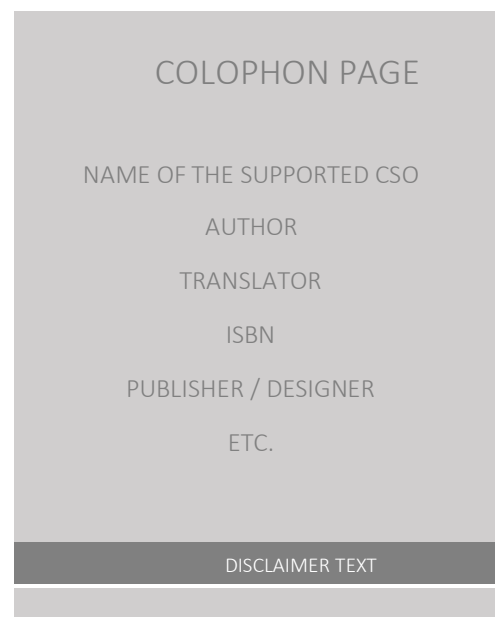 COLOPHON PAGE
NAME OF THE SUPPORTED CSO
AUTHOR
TRANSLATOR
ISBN
PUBLISHER / DESIGNER
ETC.
DISCLAIMER TEXT